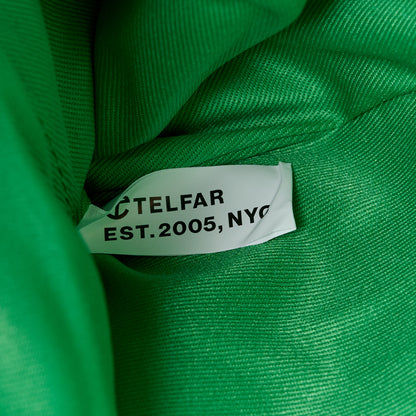 TELFAR
EST. 2005, NYC